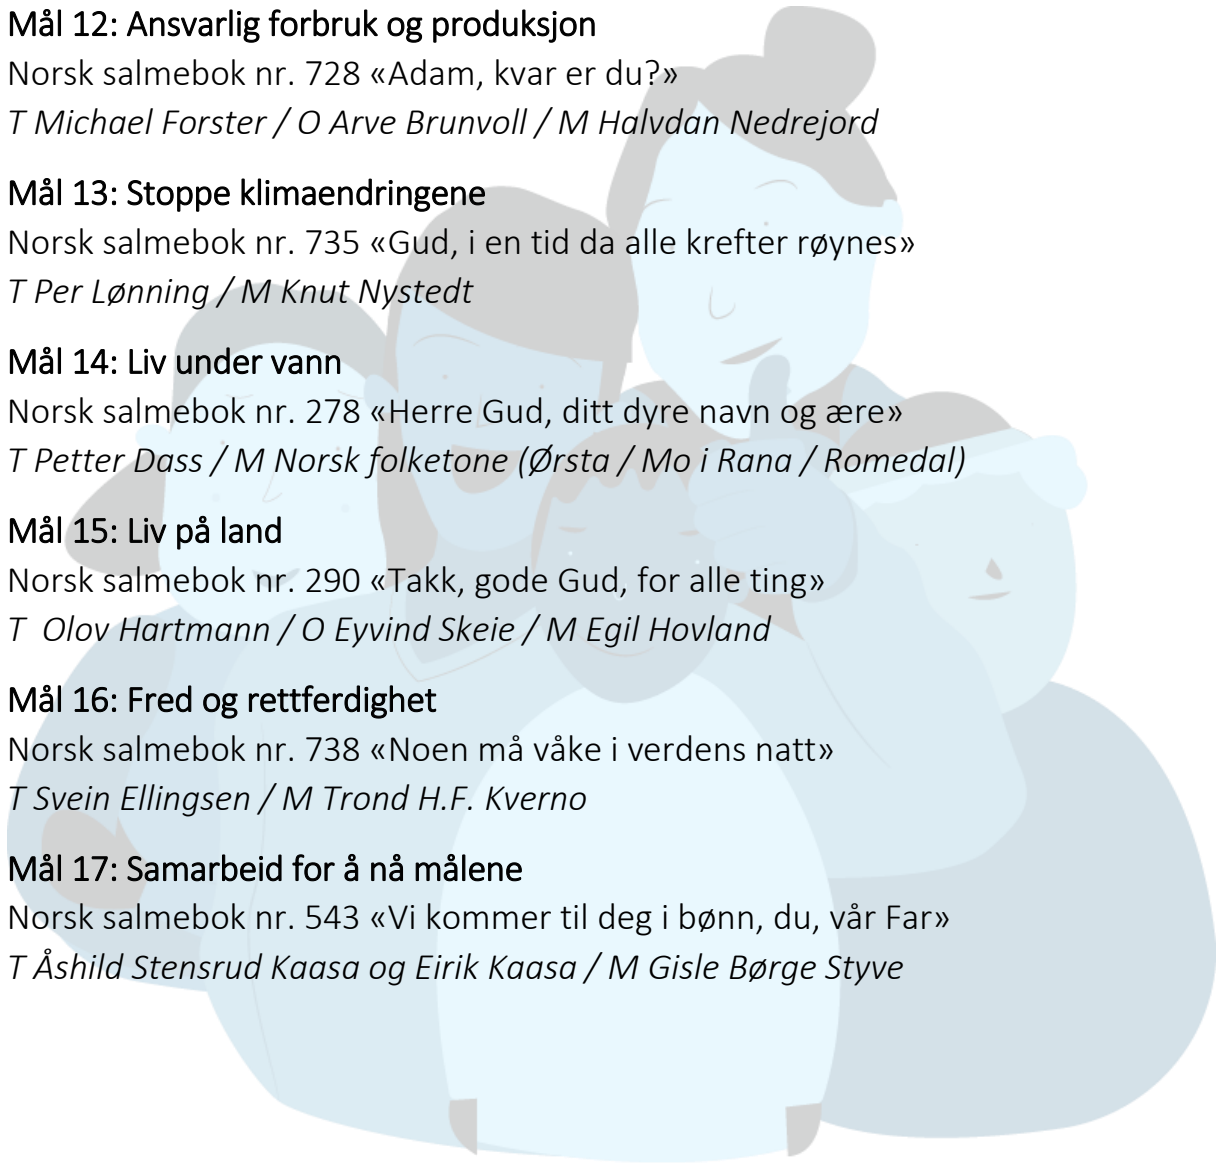 Mål 12: Ansvarlig forbruk og produksjon
Norsk salmebok nr. 728 «Adam, kvar er du?»
T Michael Forster / O Arve Brunvoll / M Halvdan Nedrejord
Mål 13: Stoppe klimaendringene
Norsk salmebok nr. 735 «Gud, i en tid da alle krefter røynes»
T Per Lønning / M Knut Nystedt
Mål 14: Liv under vann
Norsk salmebok nr. 278 «Herre Gud, ditt dyre navn og ære»
T Petter Dass / M Norsk folketone (Ørsta / Mo i Rana / Romedal)
Mål 15: Liv på land
Norsk salmebok nr. 290 «Takk, gode Gud, for alle ting»
T  Olov Hartmann / O Eyvind Skeie / M Egil Hovland
Mål 16: Fred og rettferdighet
Norsk salmebok nr. 738 «Noen må våke i verdens natt»
T Svein Ellingsen / M Trond H.F. Kverno
Mål 17: Samarbeid for å nå målene
Norsk salmebok nr. 543 «Vi kommer til deg i bønn, du, vår Far»
T Åshild Stensrud Kaasa og Eirik Kaasa / M Gisle Børge Styve